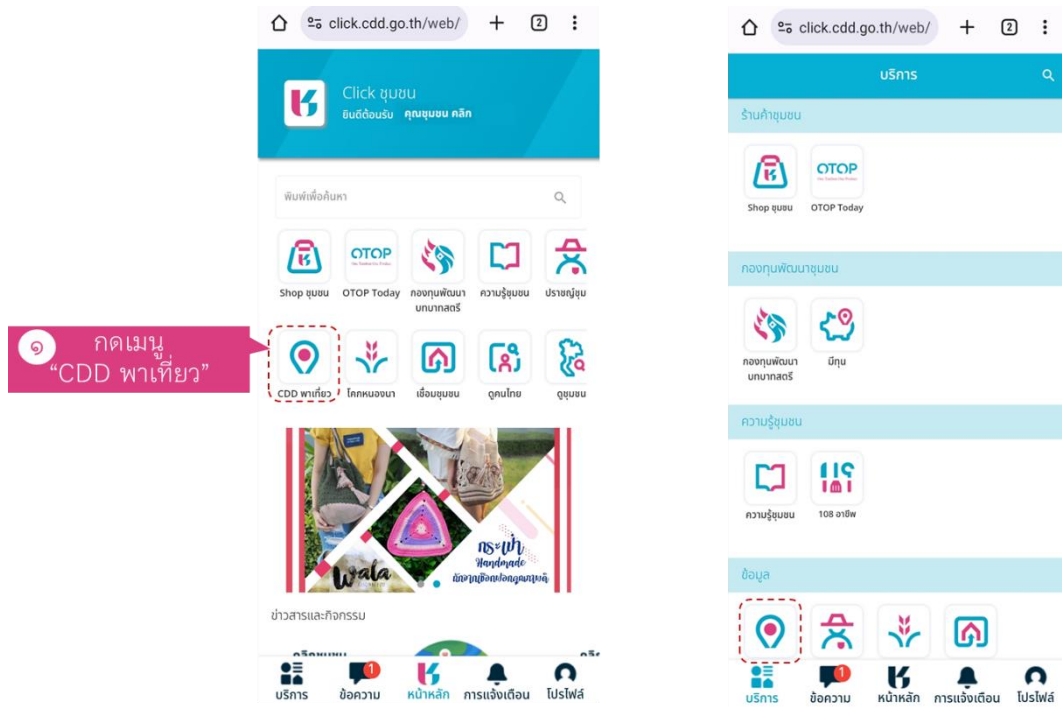 ๑ กดเมนู
“CDD พาเที่ยว”
click.cdd.go.th/web/
2
Click ชุมชน
ยินดีต้อนรับ คุณชุมชน คลิก
พิมพ์เพื่อค้นหา
OTOP
Shop ชุมชน
OTOP Today
กองทุนพัฒนา
บทบาทสตรี
ความรู้ชุมชน
ปราชญ์ชุม
CDD พาเที่ยว
โคกหนองนา
เชื่อมชุมชน
ดูคนไทย
ดูชุมชน
กระเป๋า
Handmade
Wala
ข่าวสารและกิจกรรม
1
บริการ
ข้อความ
หน้าหลัก
การแจ้งเตือน
โปรไฟล์
click.cdd.go.th/web/
2
บริการ
ร้านค้าชุมชน
OTOP
Shop ชุมชน
OTOP Today
กองทุนพัฒนาชุมชน
กองทุนพัฒนา
บทบาทสตรี
มีทุน
ความรู้ชุมชน
ความรู้ชุมชน
108 อาชีพ
ข้อมูล
1
บริการ
ข้อความ
หน้าหลัก
การแจ้งเตือน
โปรไฟล์